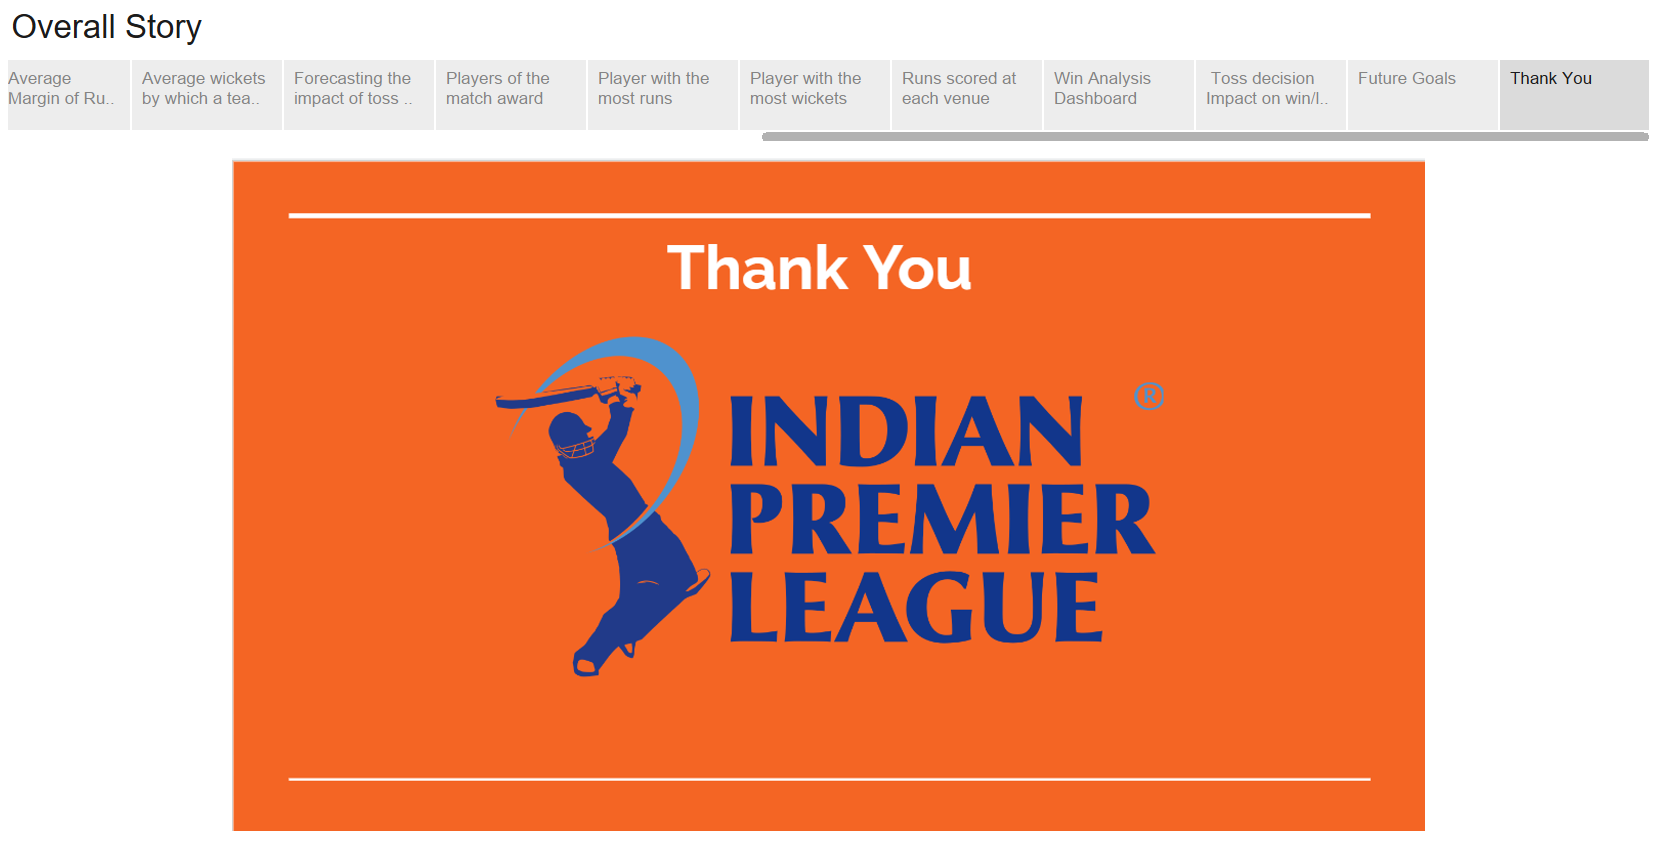 Overall Story
Average
Margin of Ru..
Average wickets
by which a tea..
Forecasting the
impact of toss ..
Players of the
match award
Player with the
most runs
Player with the
most wickets
Runs scored at
each venue
Win Analysis
Dashboard
Toss decision
Impact on win/l..
Future Goals
Thank You
Thank You
INDIAN
PREMIER
LEAGUE
®